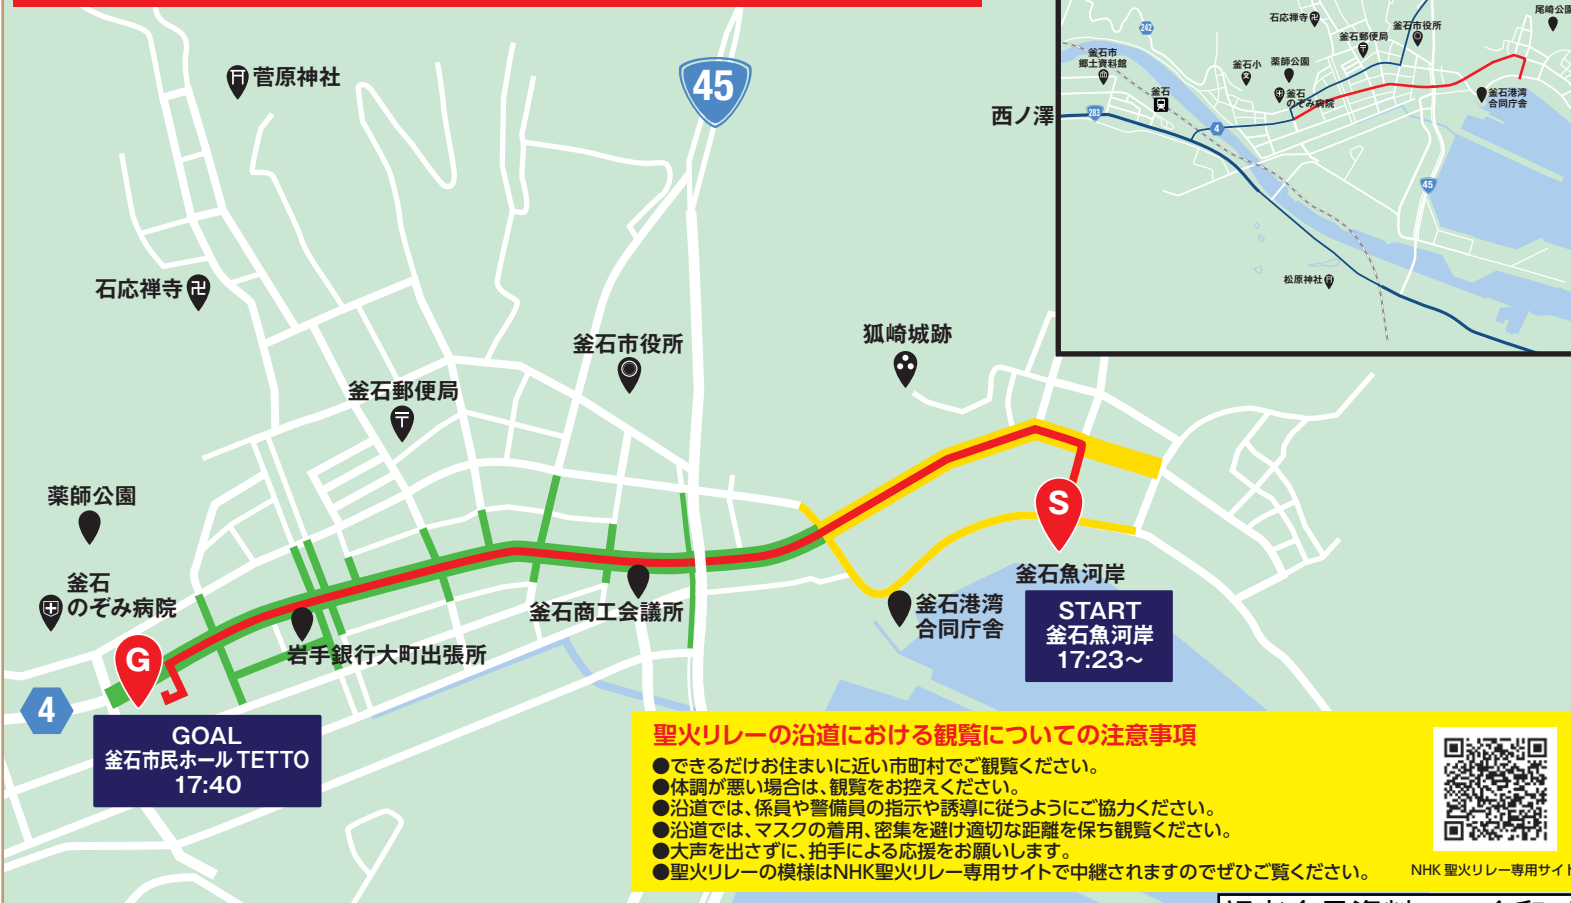 菅原神社
45
石応禅寺
釜石市役所
狐崎城跡
釜石郵便局
薬師公園
釜石
のぞみ病院
岩手銀行大町出張所
釜石商工会議所
釜石港湾
合同庁舎
S
釜石魚河岸
START
釜石魚河岸
17:23~
G
4
GOAL
釜石市民ホール TETTO
17:40
西ノ澤
242
石応禅寺
釜石市役所
尾崎公園
釜石郵便局
釜石市
郷土資料館
釜石小
薬師公園
釜石
釜石
のぞみ病院
釜石港湾
合同庁舎
283
4
45
松原神社
聖火リレーの沿道における観覧についての注意事項
●できるだけお住まいに近い市町村でご観覧ください。
●体調が悪い場合は、観覧をお控えください。
●沿道では、係員や警備員の指示や誘導に従うようにご協力ください。
●沿道では、マスクの着用、密集を避け適切な距離を保ち観覧ください。
●大声を出さずに、拍手による応援をお願いします。
●聖火リレーの模様はNHK聖火リレー専用サイトで中継されますのでぜひご覧ください。
NHK 聖火リレー専用サイト